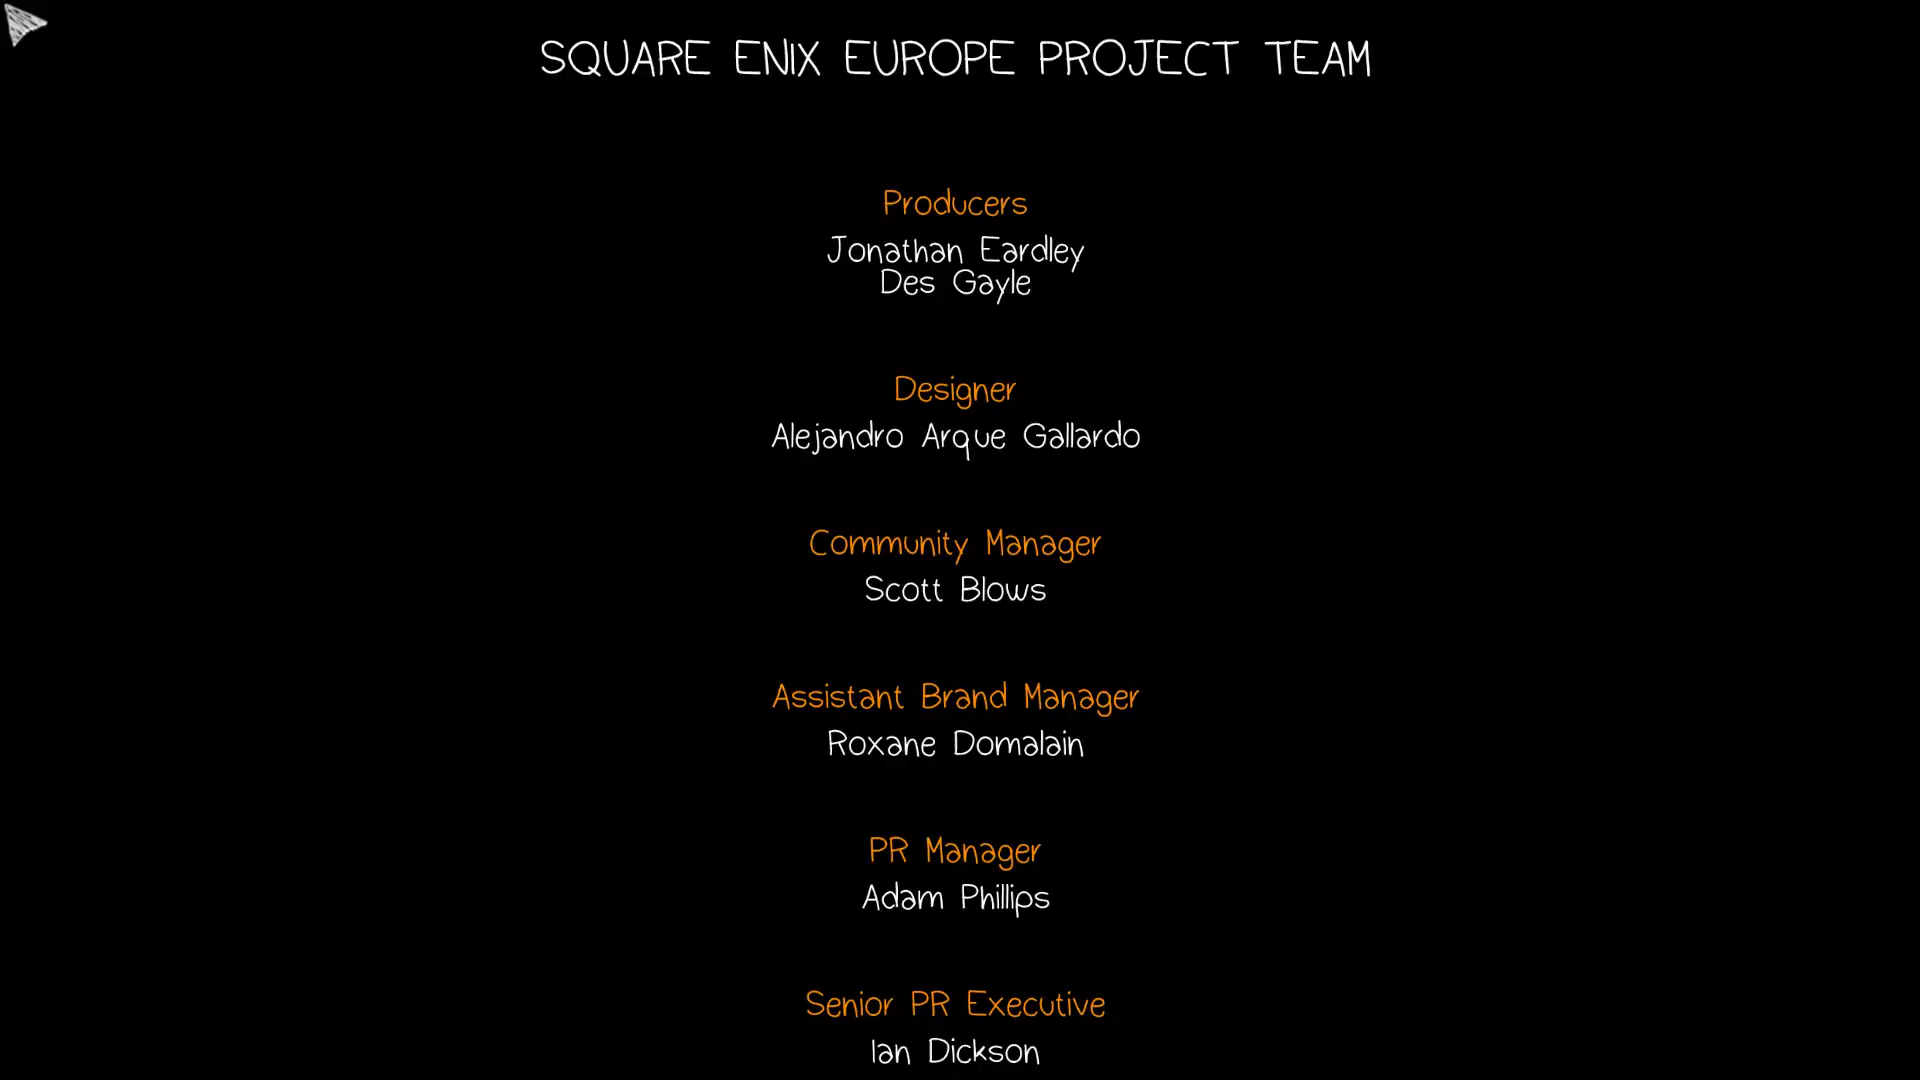 SQUARE ENIX EUROPE PROJECT TEAM
Producers
Jonathan Eardley
Des Gayle
Designer
Alejandro Arque Gallardo
Community Manager
Scott Blows
Assistant Brand Manager
Roxane Domalain
PR Manager
Adam Phillips
Senior PR Executive
Ian Dickson